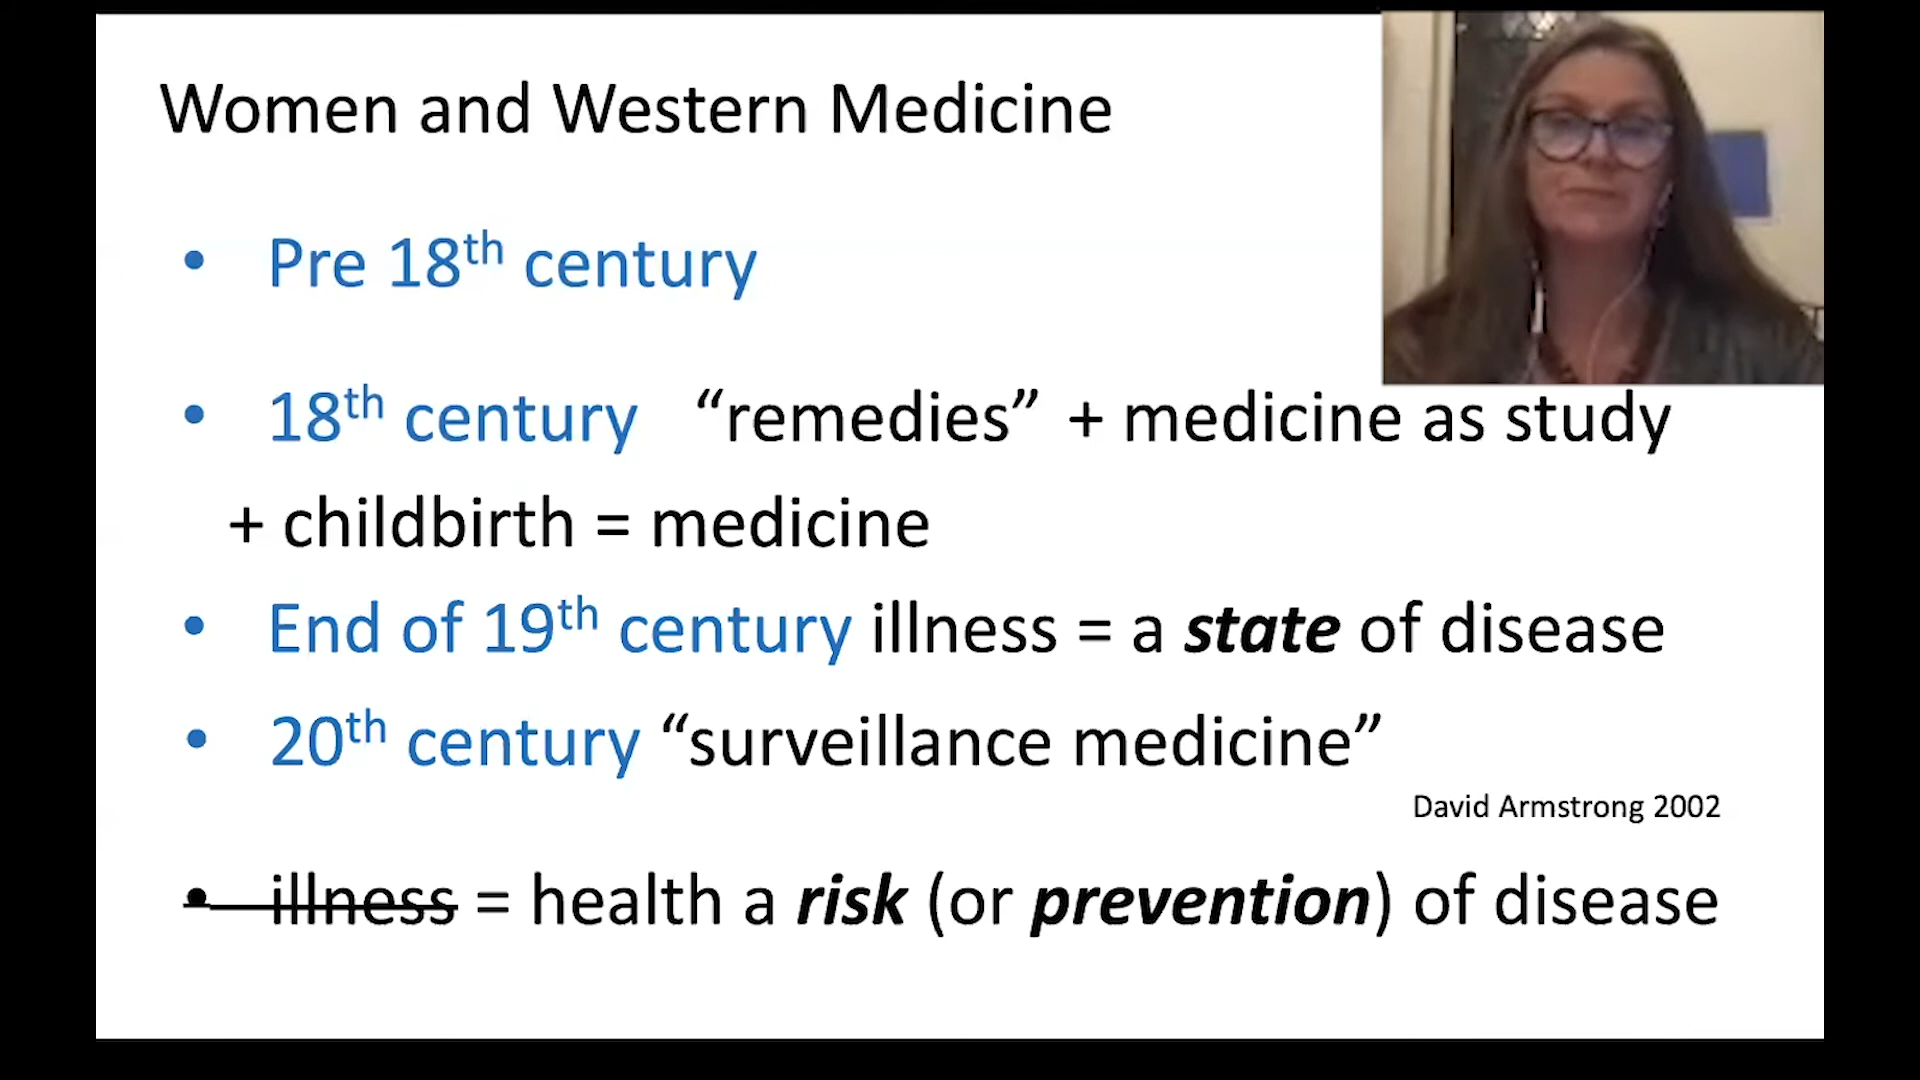 Women and Western Medicine
• Pre 18th century
• 18th century “remedies” + medicine as study
+ childbirth = medicine
• End of 19th century illness = a state of disease
• 20th century “surveillance medicine”
David Armstrong 2002
• illness = health a risk (or prevention) of disease